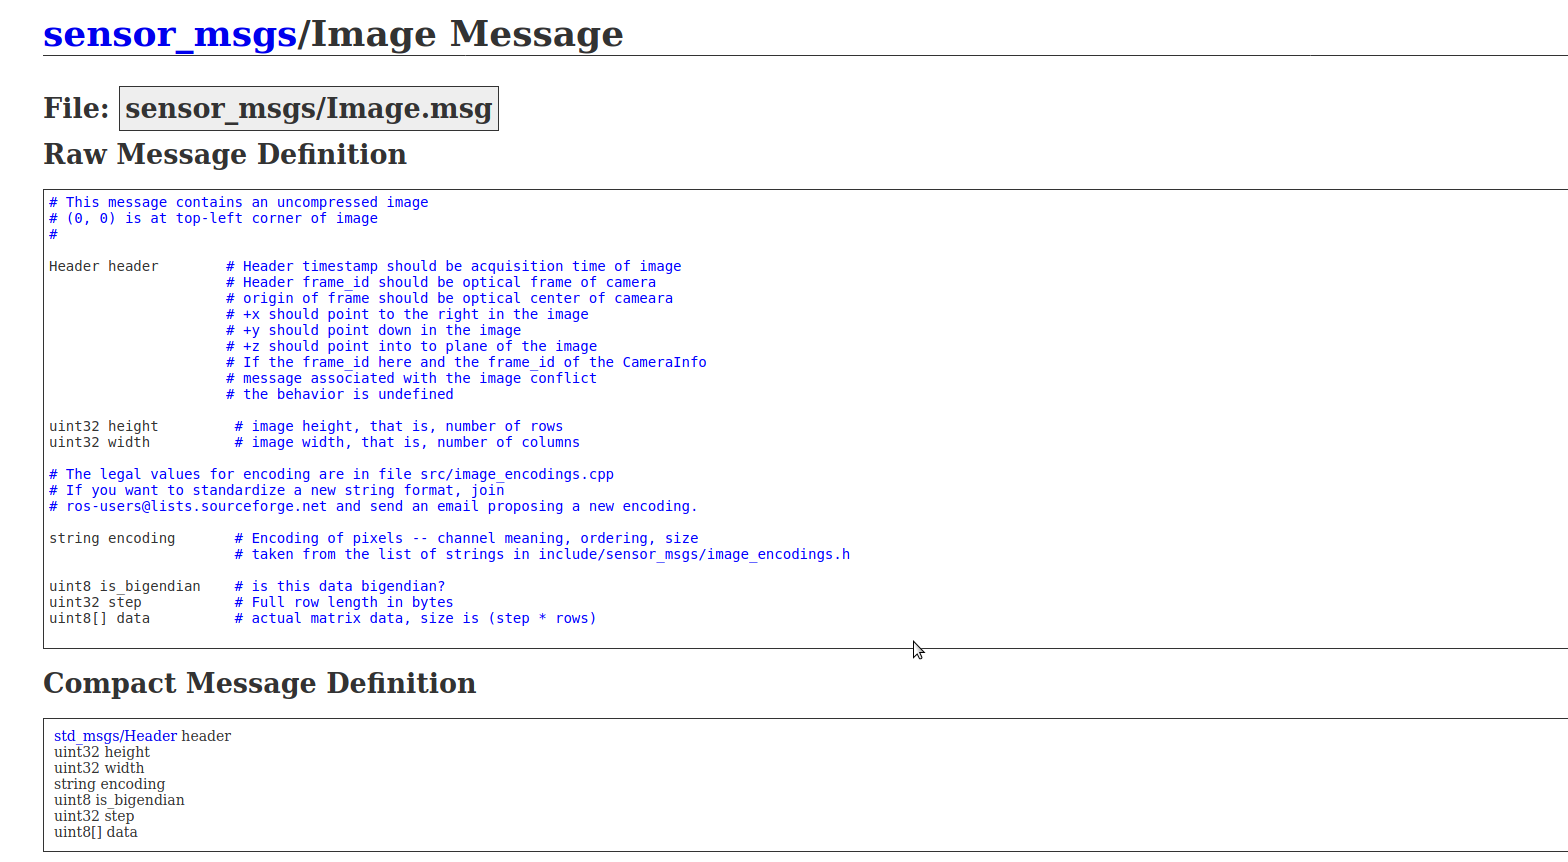 sensor_msgs/Image Message
File: sensor_msgs/Image.msg
Raw Message Definition
# This message contains an uncompressed image
# (0, 0) is at top-left corner of image
#
Header header        # Header timestamp should be acquisition time of image
                     # Header frame_id should be optical frame of camera
                     # origin of frame should be optical center of cameara
                     # +x should point to the right in the image
                     # +y should point down in the image
                     # +z should point into to plane of the image
                     # If the frame_id here and the frame_id of the CameraInfo
                     # message associated with the image conflict
                     # the behavior is undefined
uint32 height         # image height, that is, number of rows
uint32 width          # image width, that is, number of columns
# The legal values for encoding are in file src/image_encodings.cpp
# If you want to standardize a new string format, join
# ros-users@lists.sourceforge.net and send an email proposing a new encoding.
string encoding       # Encoding of pixels -- channel meaning, ordering, size
                      # taken from the list of strings in include/sensor_msgs/image_encodings.h
uint8 is_bigendian    # is this data bigendian?
uint32 step           # Full row length in bytes
uint8[] data          # actual matrix data, size is (step * rows)
Compact Message Definition
std_msgs/Header header
uint32 height
uint32 width
string encoding
uint8 is_bigendian
uint32 step
uint8[] data